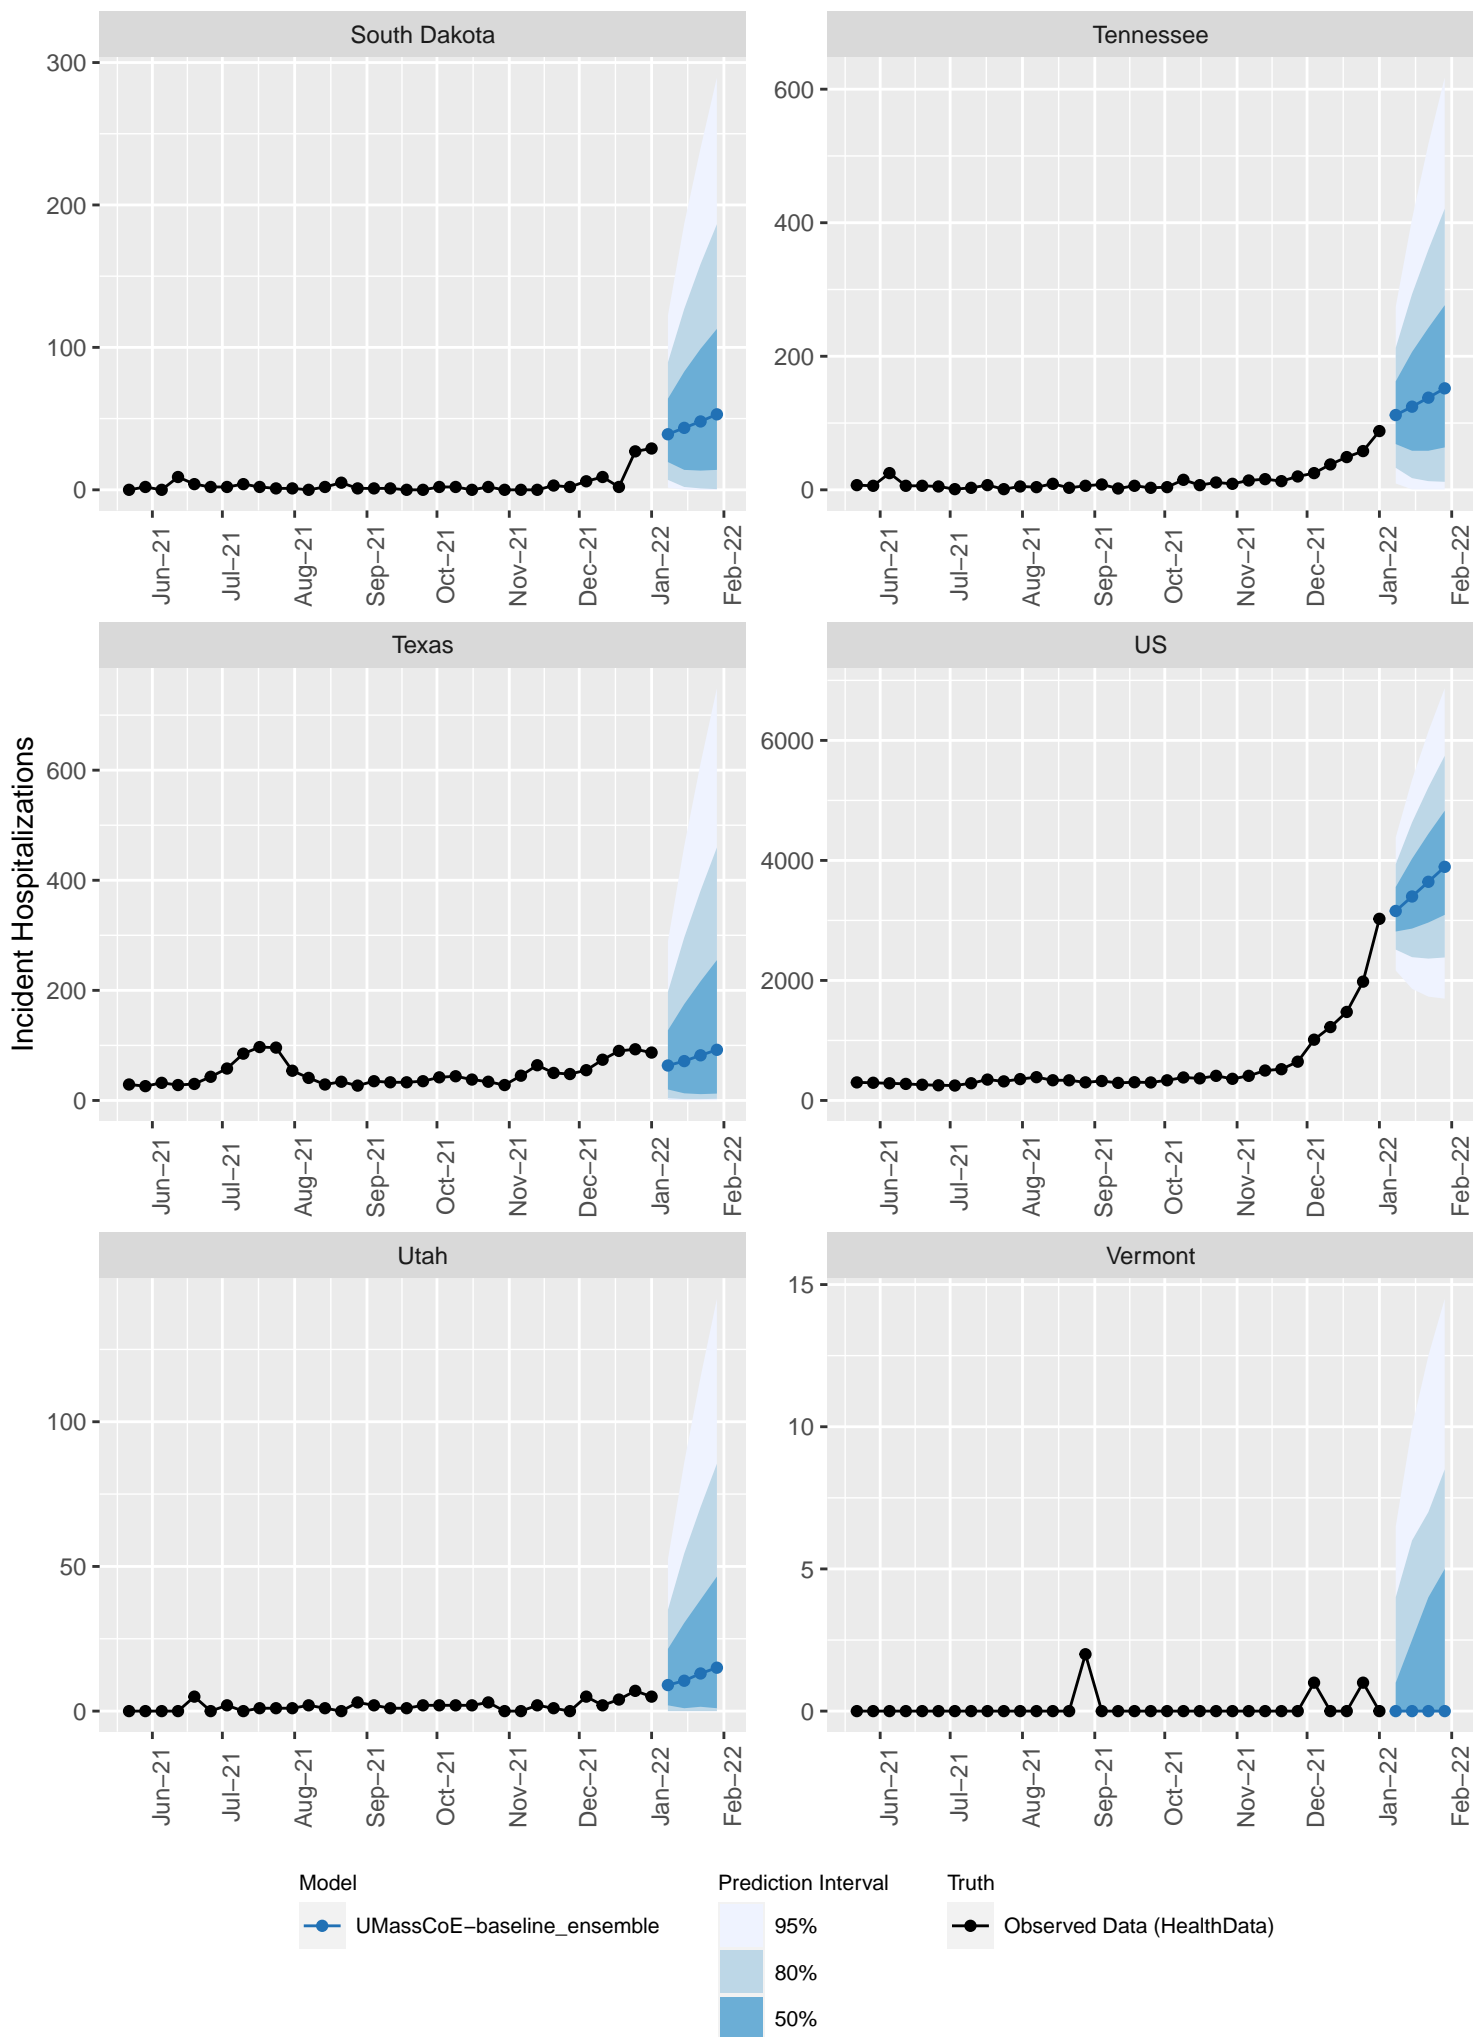 South Dakota
Tennessee
300
200
100
0
600
400
200
0
Jun−21
Jul−21
Aug−21
Sep−21
Oct−21
Nov−21
Dec−21
Jan−22
Feb−22
Jun−21
Jul−21
Aug−21
Sep−21
Oct−21
Nov−21
Dec−21
Jan−22
Feb−22
Texas
US
Incident Hospitalizations
600
400
200
0
6000
4000
2000
0
Jun−21
Jul−21
Aug−21
Sep−21
Oct−21
Nov−21
Dec−21
Jan−22
Feb−22
Jun−21
Jul−21
Aug−21
Sep−21
Oct−21
Nov−21
Dec−21
Jan−22
Feb−22
Utah
Vermont
100
50
0
15
10
5
0
Jun−21
Jul−21
Aug−21
Sep−21
Oct−21
Nov−21
Dec−21
Jan−22
Feb−22
Jun−21
Jul−21
Aug−21
Sep−21
Oct−21
Nov−21
Dec−21
Jan−22
Feb−22
Model
UMassCoE−baseline_ensemble
Prediction Interval
95%
80%
50%
Truth
Observed Data (HealthData)